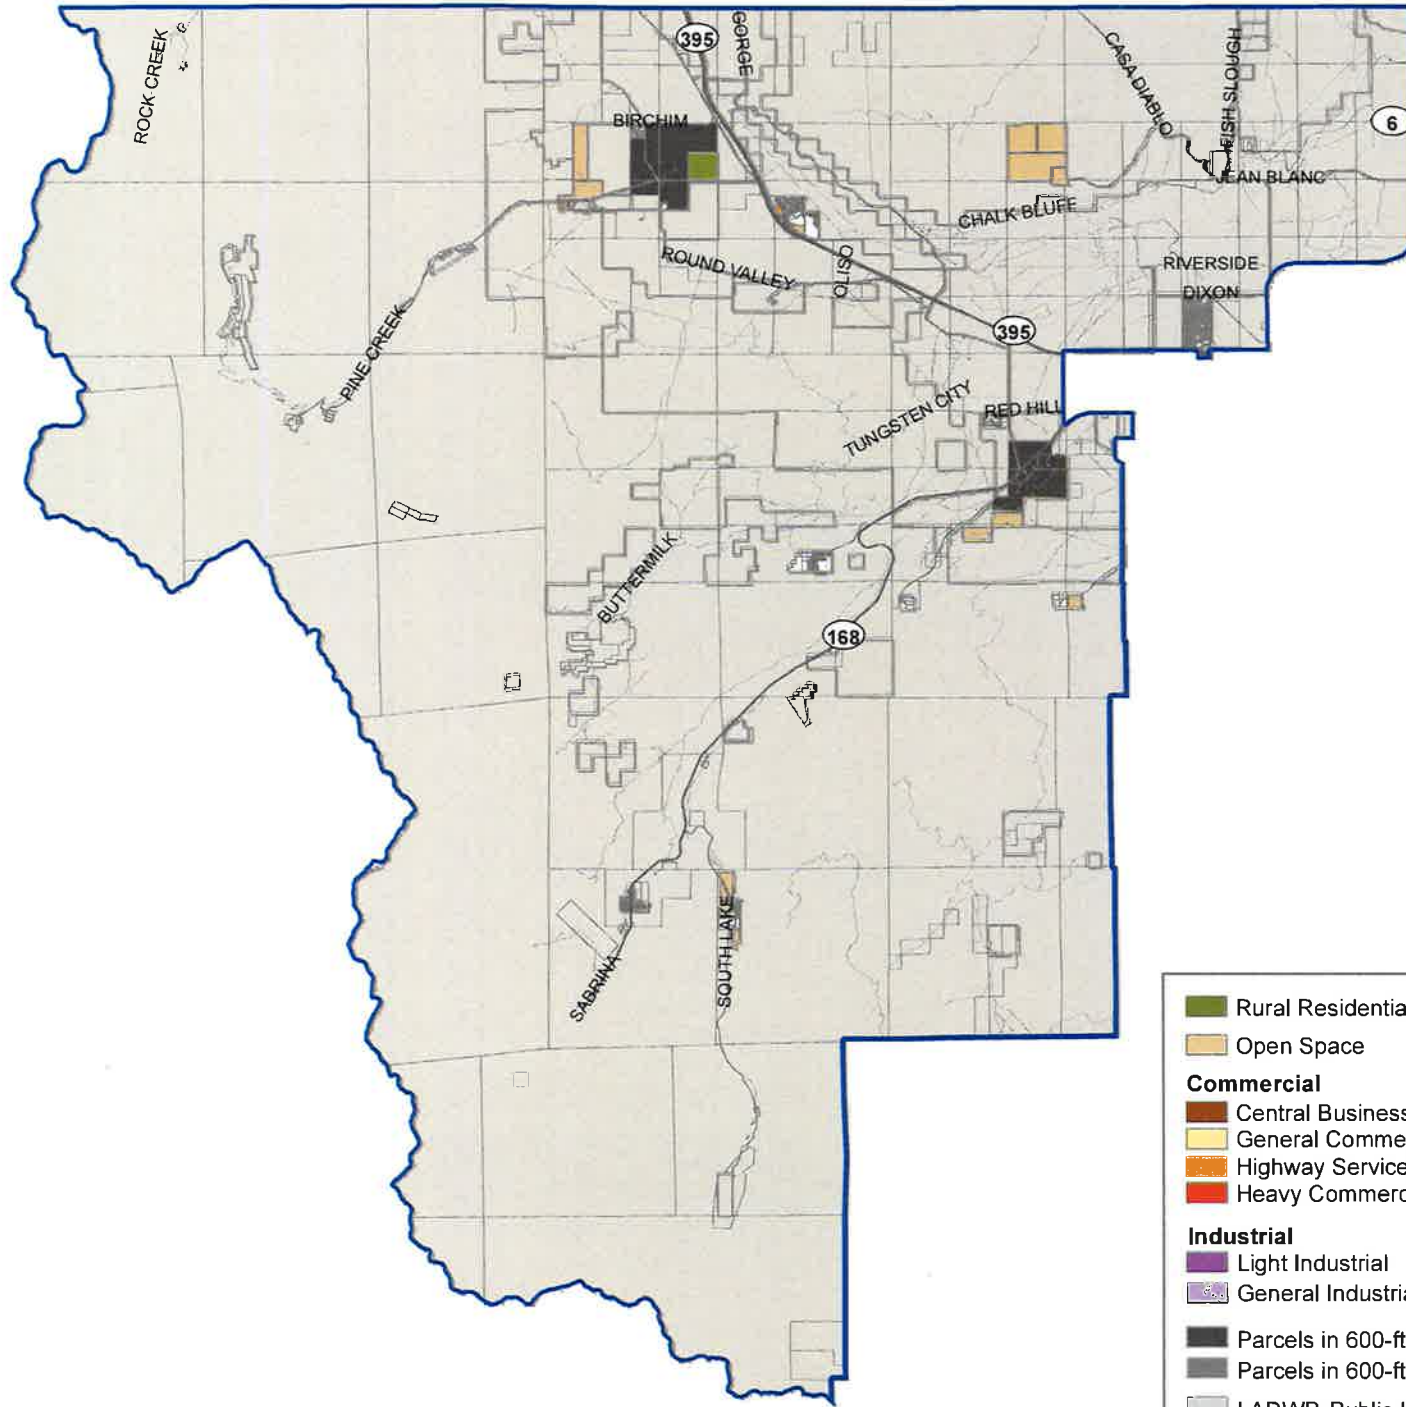 ROCK CREEK
395
GORGE
CASA DIABLO
FISH SLOUGH
6
BIRCHIM
JEAN BLANC
CHALK BLUFF
ROUND VALLEY
OLISO
RIVERSIDE
DIXON
395
PINE CREEK
TUNGSTEN CITY
RED HILL
BUTTERMILK
168
SABRINA
SOUTH LAKE
Rural Residentia
Open Space
Commercial
Central Business
General Comme
Highway Service
Heavy Commerc
Industrial
Light Industrial
General Industria
Parcels in 600-ft
Parcels in 600-ft